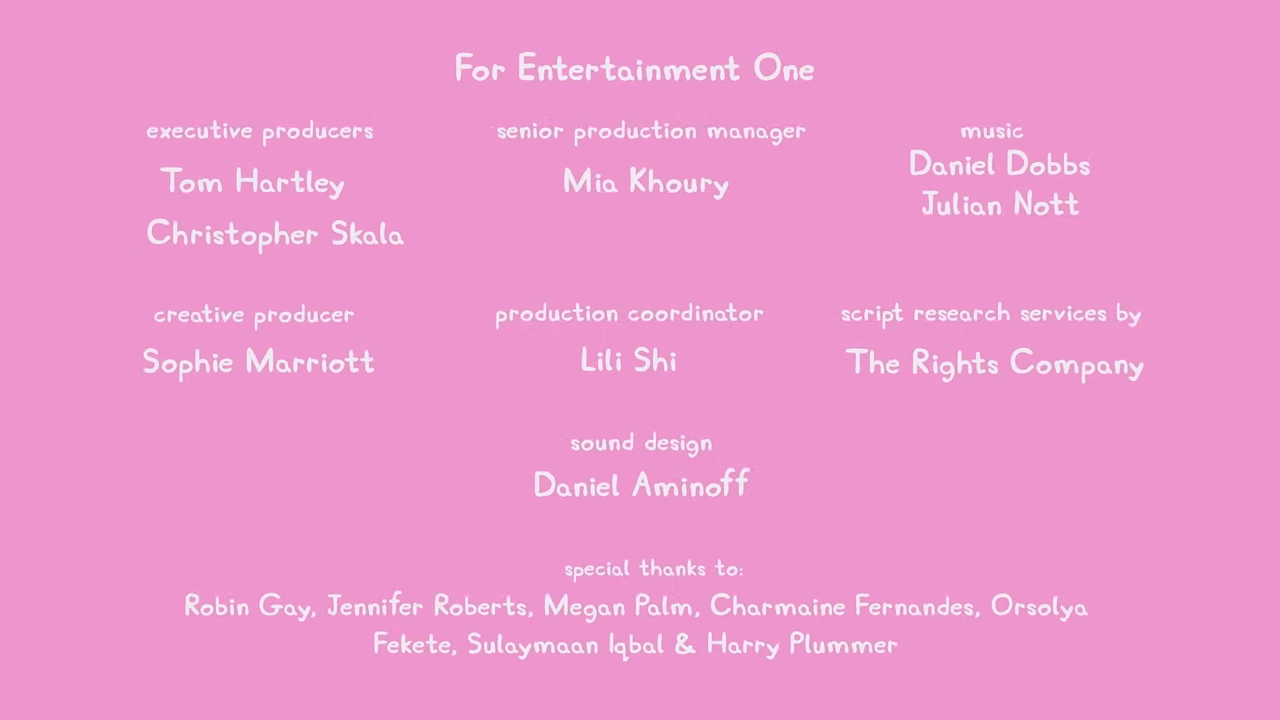 For Entertainment One
executive producers
Tom Hartley
Christopher Skala
senior production manager
Mia Khoury
music
Daniel Dobbs
Julian Nott
creative producer
Sophie Marriott
production coordinator
Lili Shi
script research services by
The Rights Company
sound design
Daniel Aminoff
special thanks to:
Robin Gay, Jennifer Roberts, Megan Palm, Charmaine Fernandes, Orsolya
Fekete, Sulaymaan Iqbal & Harry Plummer